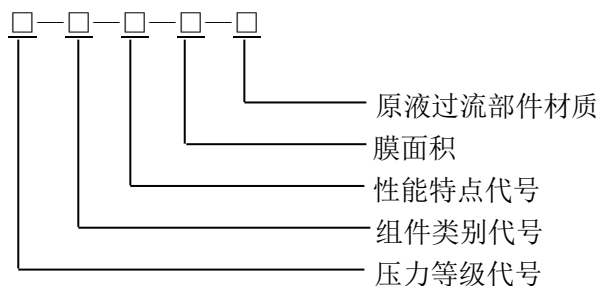 □—□—□—□—□
原液过流部件材质
膜面积
性能特点代号
组件类别代号
压力等级代号